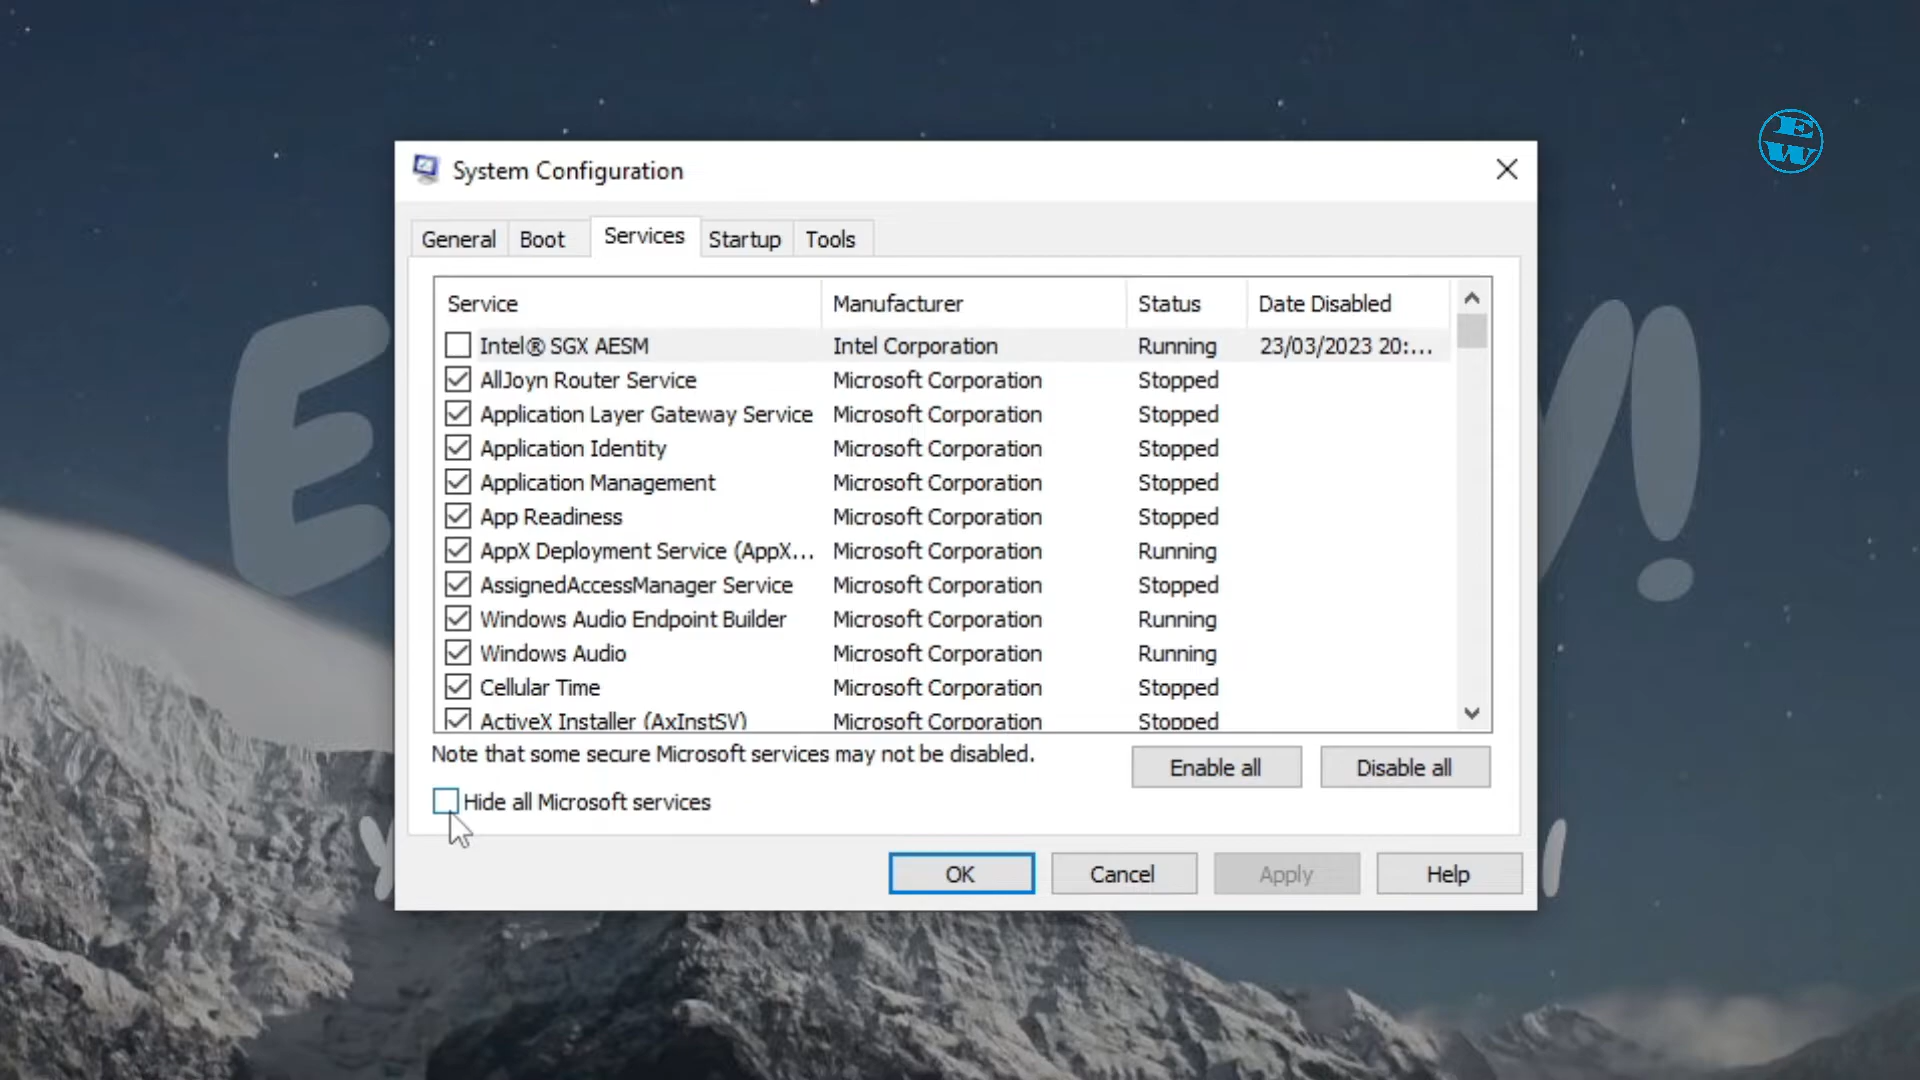 EW
System Configuration
General Boot Services Startup Tools
Service Manufacturer Status Date Disabled
Intel® SGX AESM Intel Corporation Running 23/03/2023 20:...
AllJoyn Router Service Microsoft Corporation Stopped
Application Layer Gateway Service Microsoft Corporation Stopped
Application Identity Microsoft Corporation Stopped
Application Management Microsoft Corporation Stopped
App Readiness Microsoft Corporation Stopped
AppX Deployment Service (AppX... Microsoft Corporation Running
AssignedAccessManager Service Microsoft Corporation Stopped
Windows Audio Endpoint Builder Microsoft Corporation Running
Windows Audio Microsoft Corporation Running
Cellular Time Microsoft Corporation Stopped
ActiveX Installer (AxInstSV) Microsoft Corporation Stopped
Note that some secure Microsoft services may not be disabled.
Enable all Disable all
Hide all Microsoft services
OK Cancel Apply Help